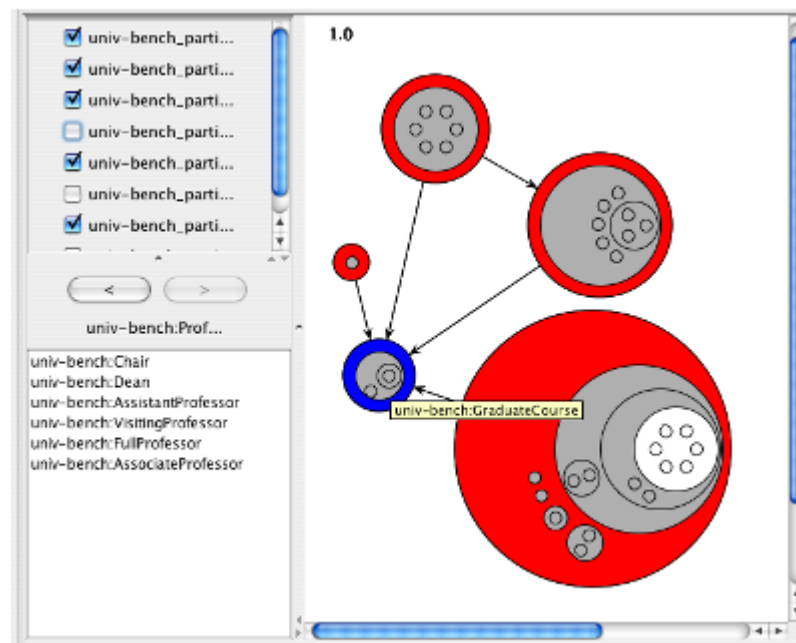 univ-bench_parti...
univ-bench_parti...
univ-bench_parti...
univ-bench_parti...
univ-bench_parti...
univ-bench_parti...
univ-bench_parti...
< >
univ-bench:Prof...
univ-bench:Chair
univ-bench:Dean
univ-bench:AssistantProfessor
univ-bench:VisitingProfessor
univ-bench:FullProfessor
univ-bench:AssociateProfessor
1.0
univ-bench:GraduateCourse